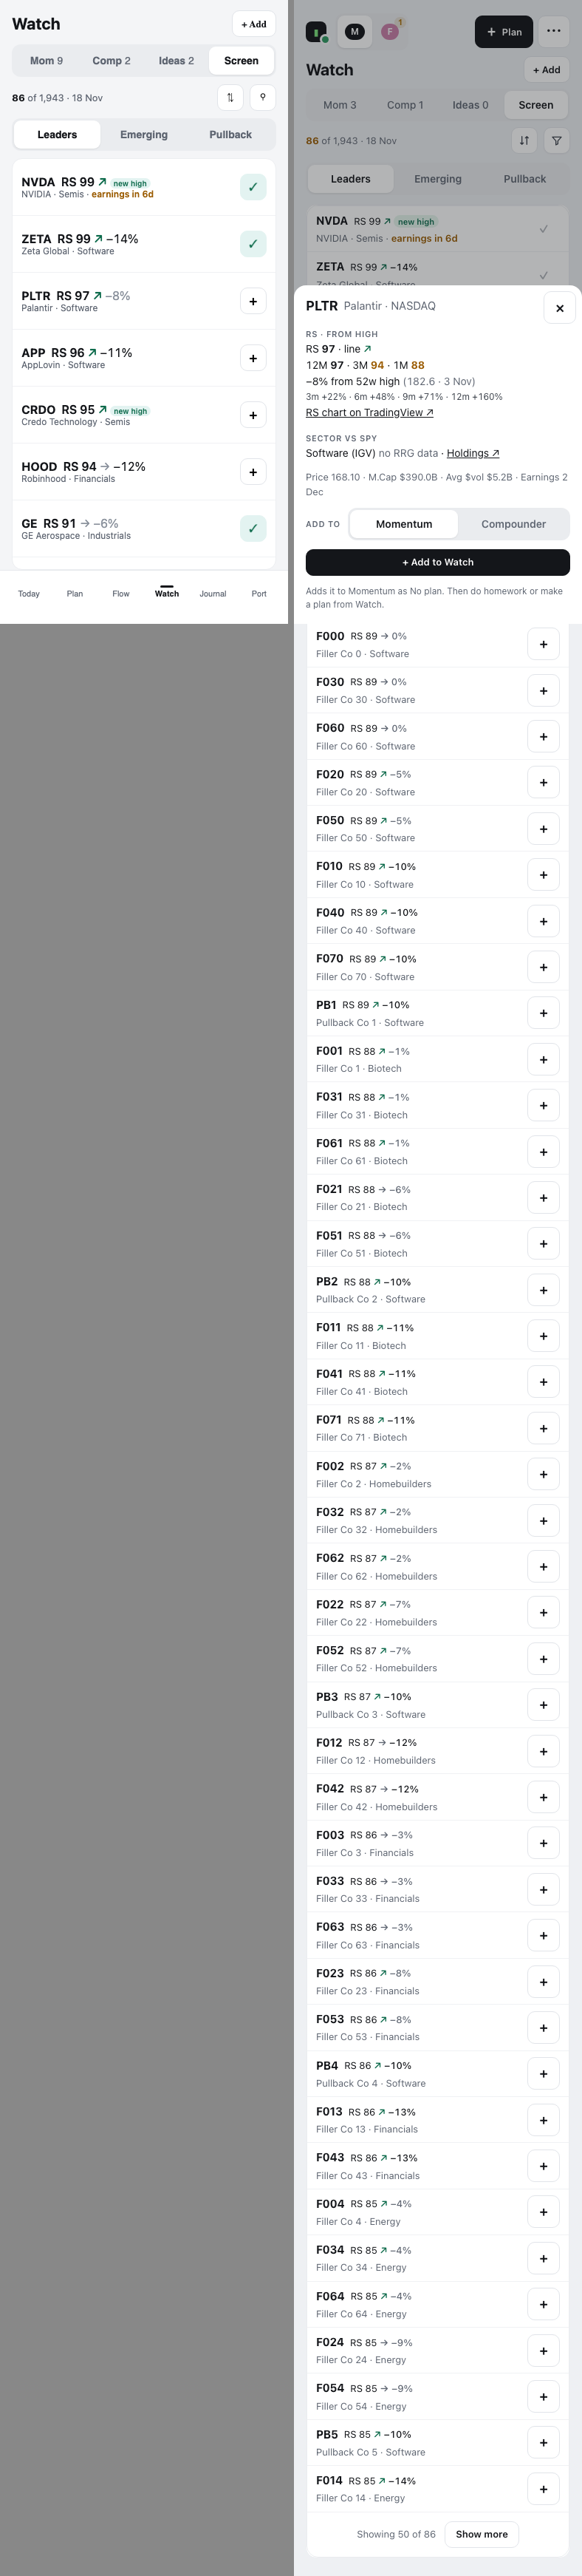 Watch
+ Add
Mom 9 Comp 2 Ideas 2 Screen
86 of 1,943 · 18 Nov
Leaders Emerging Pullback
NVDA RS 99 ↗ new high ✓
NVIDIA · Semis · earnings in 6d
ZETA RS 99 ↗ −14% ✓
Zeta Global · Software
PLTR RS 97 ↗ −8% +
Palantir · Software
APP RS 96 ↗ −11% +
AppLovin · Software
CRDO RS 95 ↗ new high +
Credo Technology · Semis
HOOD RS 94 → −12% +
Robinhood · Financials
GE RS 91 → −6% ✓
GE Aerospace · Industrials
Today Plan Flow Watch Journal Port
M F 1 + Plan •••
Watch
+ Add
Mom 3 Comp 1 Ideas 0 Screen
86 of 1,943 · 18 Nov
Leaders Emerging Pullback
NVDA RS 99 ↗ new high ✓
NVIDIA · Semis · earnings in 6d
ZETA RS 99 ↗ −14% ✓
Zeta Global · Software
PLTR Palantir · NASDAQ ×
RS · FROM HIGH
RS 97 · line ↗
12M 97 · 3M 94 · 1M 88
−8% from 52w high (182.6 · 3 Nov)
3m +22% · 6m +48% · 9m +71% · 12m +160%
RS chart on TradingView ↗
SECTOR VS SPY
Software (IGV) no RRG data · Holdings ↗
Price 168.10 · M.Cap $390.0B · Avg $vol $5.2B · Earnings 2
Dec
ADD TO Momentum Compounder
+ Add to Watch
Adds it to Momentum as No plan. Then do homework or make
a plan from Watch.
F000 RS 89 → 0% +
Filler Co 0 · Software
F030 RS 89 → 0% +
Filler Co 30 · Software
F060 RS 89 → 0% +
Filler Co 60 · Software
F020 RS 89 ↗ −5% +
Filler Co 20 · Software
F050 RS 89 ↗ −5% +
Filler Co 50 · Software
F010 RS 89 ↗ −10% +
Filler Co 10 · Software
F040 RS 89 ↗ −10% +
Filler Co 40 · Software
F070 RS 89 ↗ −10% +
Filler Co 70 · Software
PB1 RS 89 ↗ −10% +
Pullback Co 1 · Software
F001 RS 88 ↗ −1% +
Filler Co 1 · Biotech
F031 RS 88 ↗ −1% +
Filler Co 31 · Biotech
F061 RS 88 ↗ −1% +
Filler Co 61 · Biotech
F021 RS 88 → −6% +
Filler Co 21 · Biotech
F051 RS 88 → −6% +
Filler Co 51 · Biotech
PB2 RS 88 ↗ −10% +
Pullback Co 2 · Software
F011 RS 88 ↗ −11% +
Filler Co 11 · Biotech
F041 RS 88 ↗ −11% +
Filler Co 41 · Biotech
F071 RS 88 ↗ −11% +
Filler Co 71 · Biotech
F002 RS 87 ↗ −2% +
Filler Co 2 · Homebuilders
F032 RS 87 ↗ −2% +
Filler Co 32 · Homebuilders
F062 RS 87 ↗ −2% +
Filler Co 62 · Homebuilders
F022 RS 87 ↗ −7% +
Filler Co 22 · Homebuilders
F052 RS 87 ↗ −7% +
Filler Co 52 · Homebuilders
PB3 RS 87 ↗ −10% +
Pullback Co 3 · Software
F012 RS 87 → −12% +
Filler Co 12 · Homebuilders
F042 RS 87 → −12% +
Filler Co 42 · Homebuilders
F003 RS 86 → −3% +
Filler Co 3 · Financials
F033 RS 86 → −3% +
Filler Co 33 · Financials
F063 RS 86 → −3% +
Filler Co 63 · Financials
F023 RS 86 ↗ −8% +
Filler Co 23 · Financials
F053 RS 86 ↗ −8% +
Filler Co 53 · Financials
PB4 RS 86 ↗ −10% +
Pullback Co 4 · Software
F013 RS 86 ↗ −13% +
Filler Co 13 · Financials
F043 RS 86 ↗ −13% +
Filler Co 43 · Financials
F004 RS 85 ↗ −4% +
Filler Co 4 · Energy
F034 RS 85 ↗ −4% +
Filler Co 34 · Energy
F064 RS 85 ↗ −4% +
Filler Co 64 · Energy
F024 RS 85 → −9% +
Filler Co 24 · Energy
F054 RS 85 → −9% +
Filler Co 54 · Energy
PB5 RS 85 ↗ −10% +
Pullback Co 5 · Software
F014 RS 85 ↗ −14% +
Filler Co 14 · Energy
Showing 50 of 86 Show more